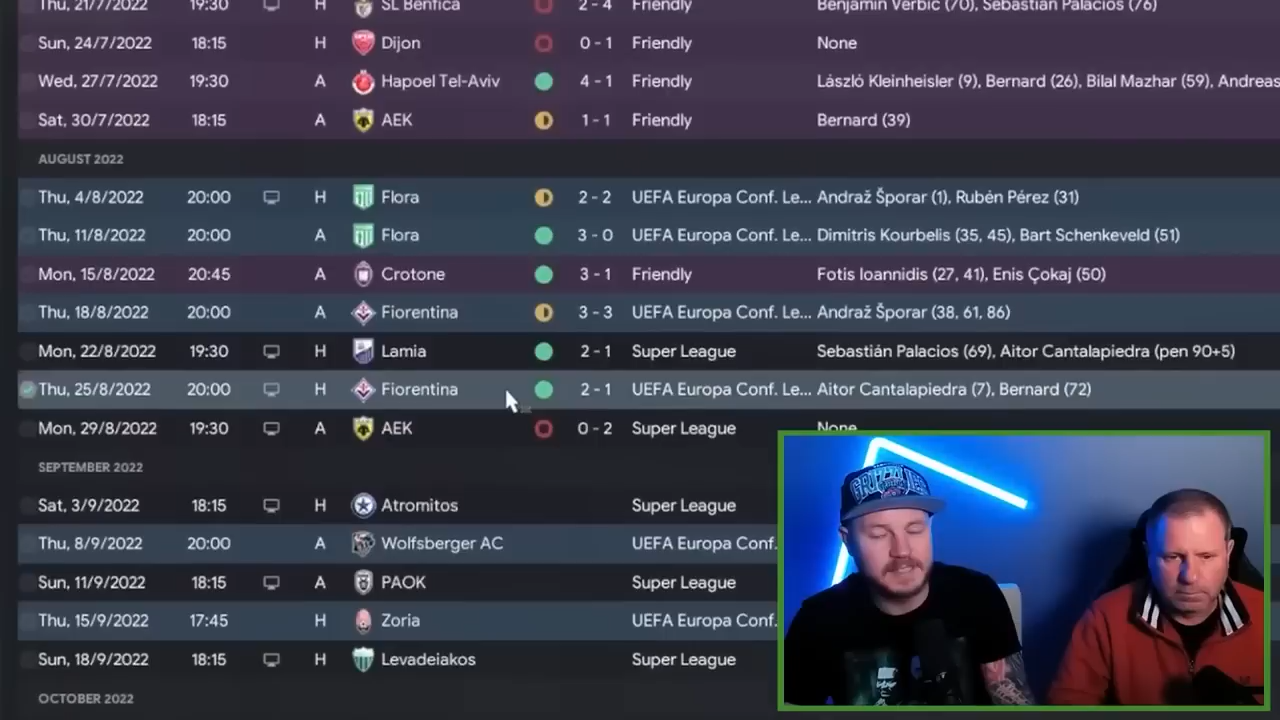 Thu, 21/7/2022 19:30 H SL Benfica 2 - 4 Friendly Benjamin Verbič (70), Sebastián Palacios (76)
Sun, 24/7/2022 18:15 H Dijon 0 - 1 Friendly None
Wed, 27/7/2022 19:30 A Hapoel Tel-Aviv 4 - 1 Friendly László Kleinheisler (9), Bernard (26), Bilal Mazhar (59), Andreas
Sat, 30/7/2022 18:15 A AEK 1 - 1 Friendly Bernard (39)
AUGUST 2022
Thu, 4/8/2022 20:00 H Flora 2 - 2 UEFA Europa Conf. Le... Andraž Šporar (1), Rubén Pérez (31)
Thu, 11/8/2022 20:00 A Flora 3 - 0 UEFA Europa Conf. Le... Dimitris Kourbelis (35, 45), Bart Schenkeveld (51)
Mon, 15/8/2022 20:45 A Crotone 3 - 1 Friendly Fotis Ioannidis (27, 41), Enis Çokaj (50)
Thu, 18/8/2022 20:00 A Fiorentina 3 - 3 UEFA Europa Conf. Le... Andraž Šporar (38, 61, 86)
Mon, 22/8/2022 19:30 H Lamia 2 - 1 Super League Sebastián Palacios (69), Aitor Cantalapiedra (pen 90+5)
Thu, 25/8/2022 20:00 H Fiorentina 2 - 1 UEFA Europa Conf. Le... Aitor Cantalapiedra (7), Bernard (72)
Mon, 29/8/2022 19:30 A AEK 0 - 2 Super League None
SEPTEMBER 2022
Sat, 3/9/2022 18:15 H Atromitos Super League
Thu, 8/9/2022 20:00 A Wolfsberger AC UEFA Europa Conf.
Sun, 11/9/2022 18:15 A PAOK Super League
Thu, 15/9/2022 17:45 H Zoria UEFA Europa Conf.
Sun, 18/9/2022 18:15 H Levadeiakos Super League
OCTOBER 2022